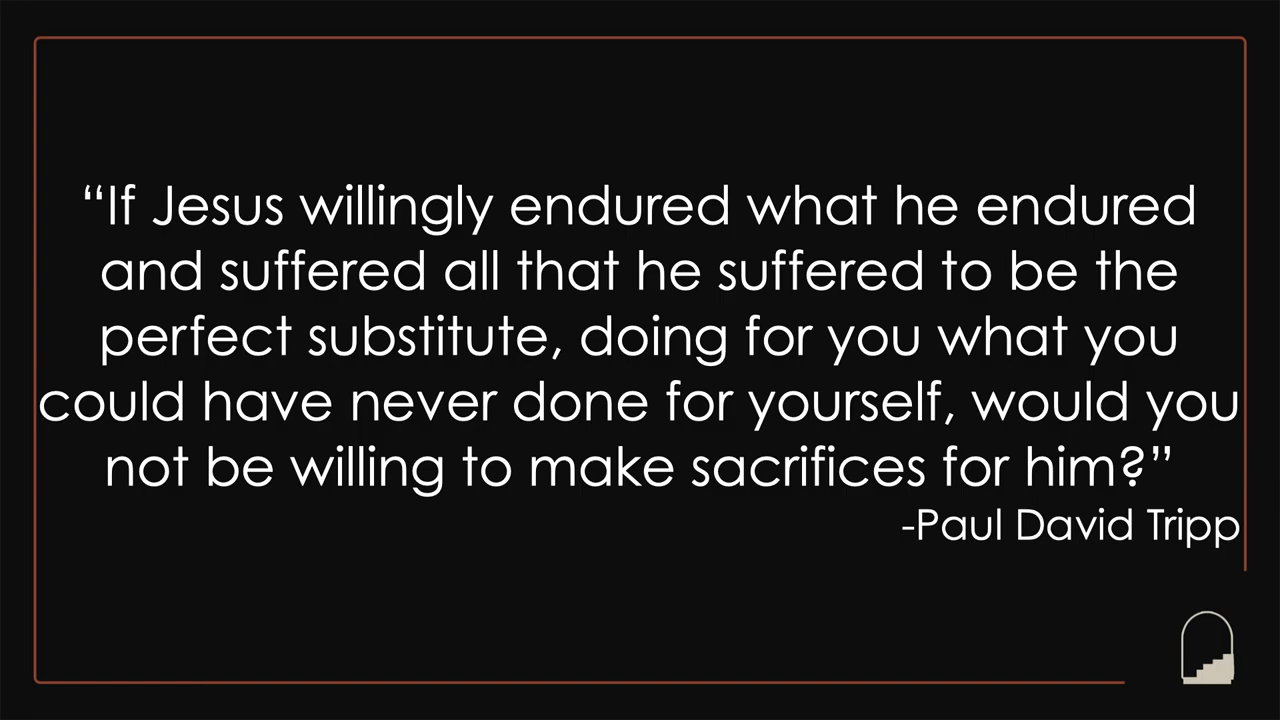 “If Jesus willingly endured what he endured
and suffered all that he suffered to be the
perfect substitute, doing for you what you
could have never done for yourself, would you
not be willing to make sacrifices for him?”
-Paul David Tripp